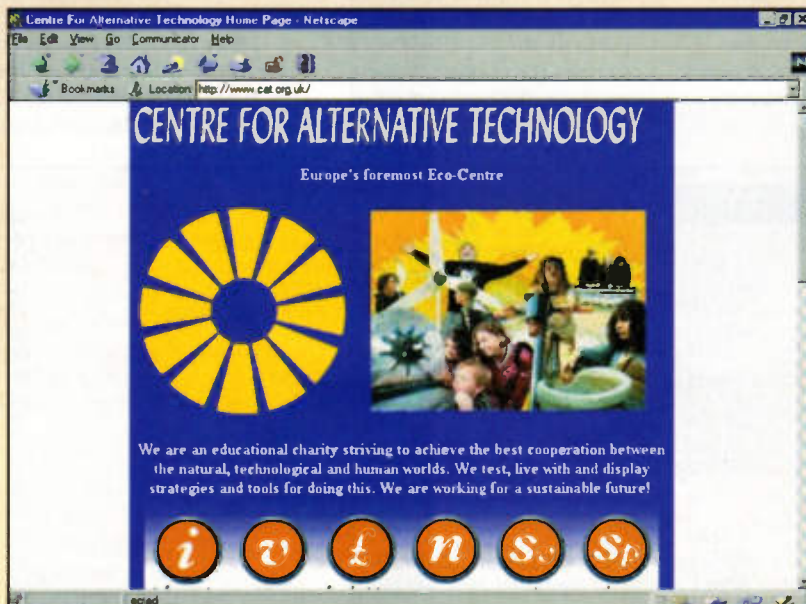 Centre For Alternative Technology Home Page - Netscape
File Edit View Go Communicator Help
Bookmarks Location: http://www.cat.org.uk/
CENTRE FOR ALTERNATIVE TECHNOLOGY
Europe's foremost Eco-Centre
We are an educational charity striving to achieve the best cooperation between
the natural, technological and human worlds. We test, live with and display
strategies and tools for doing this. We are working for a sustainable future!
i v £ n S Sp